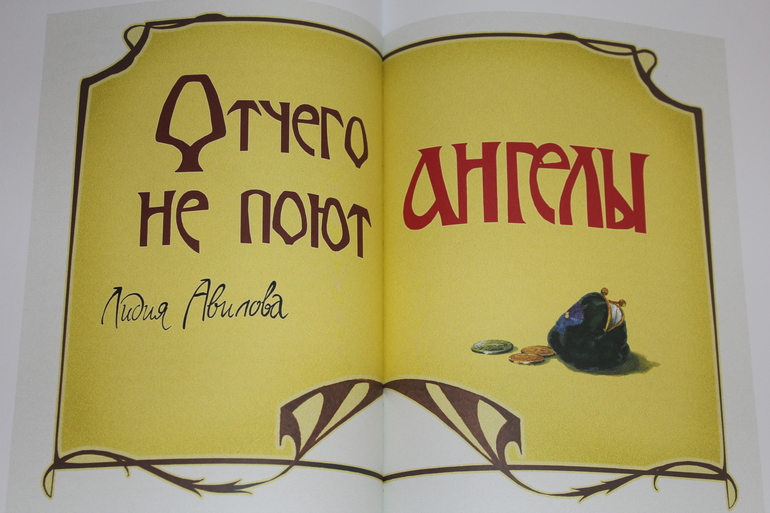 Отчего
не поют
ангелы
Лидия Авилова